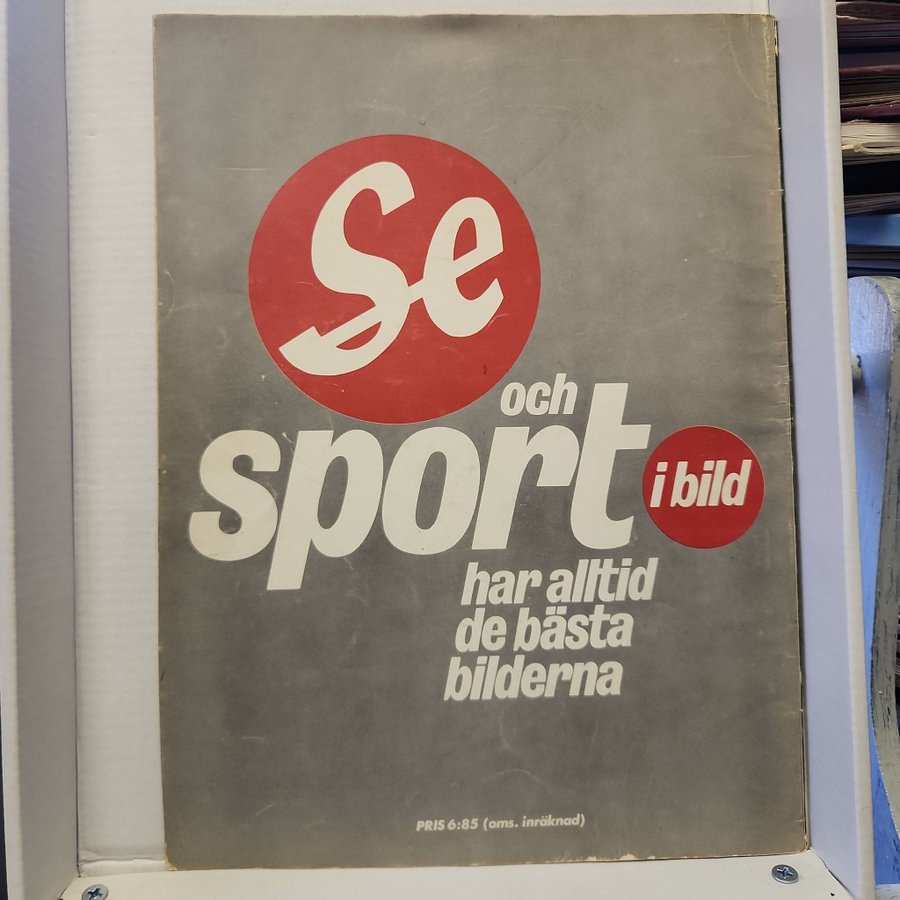 Se
och
sport
i bild
har alltid
de bästa
bilderna
PRIS 6:85 (oms. inräknad)